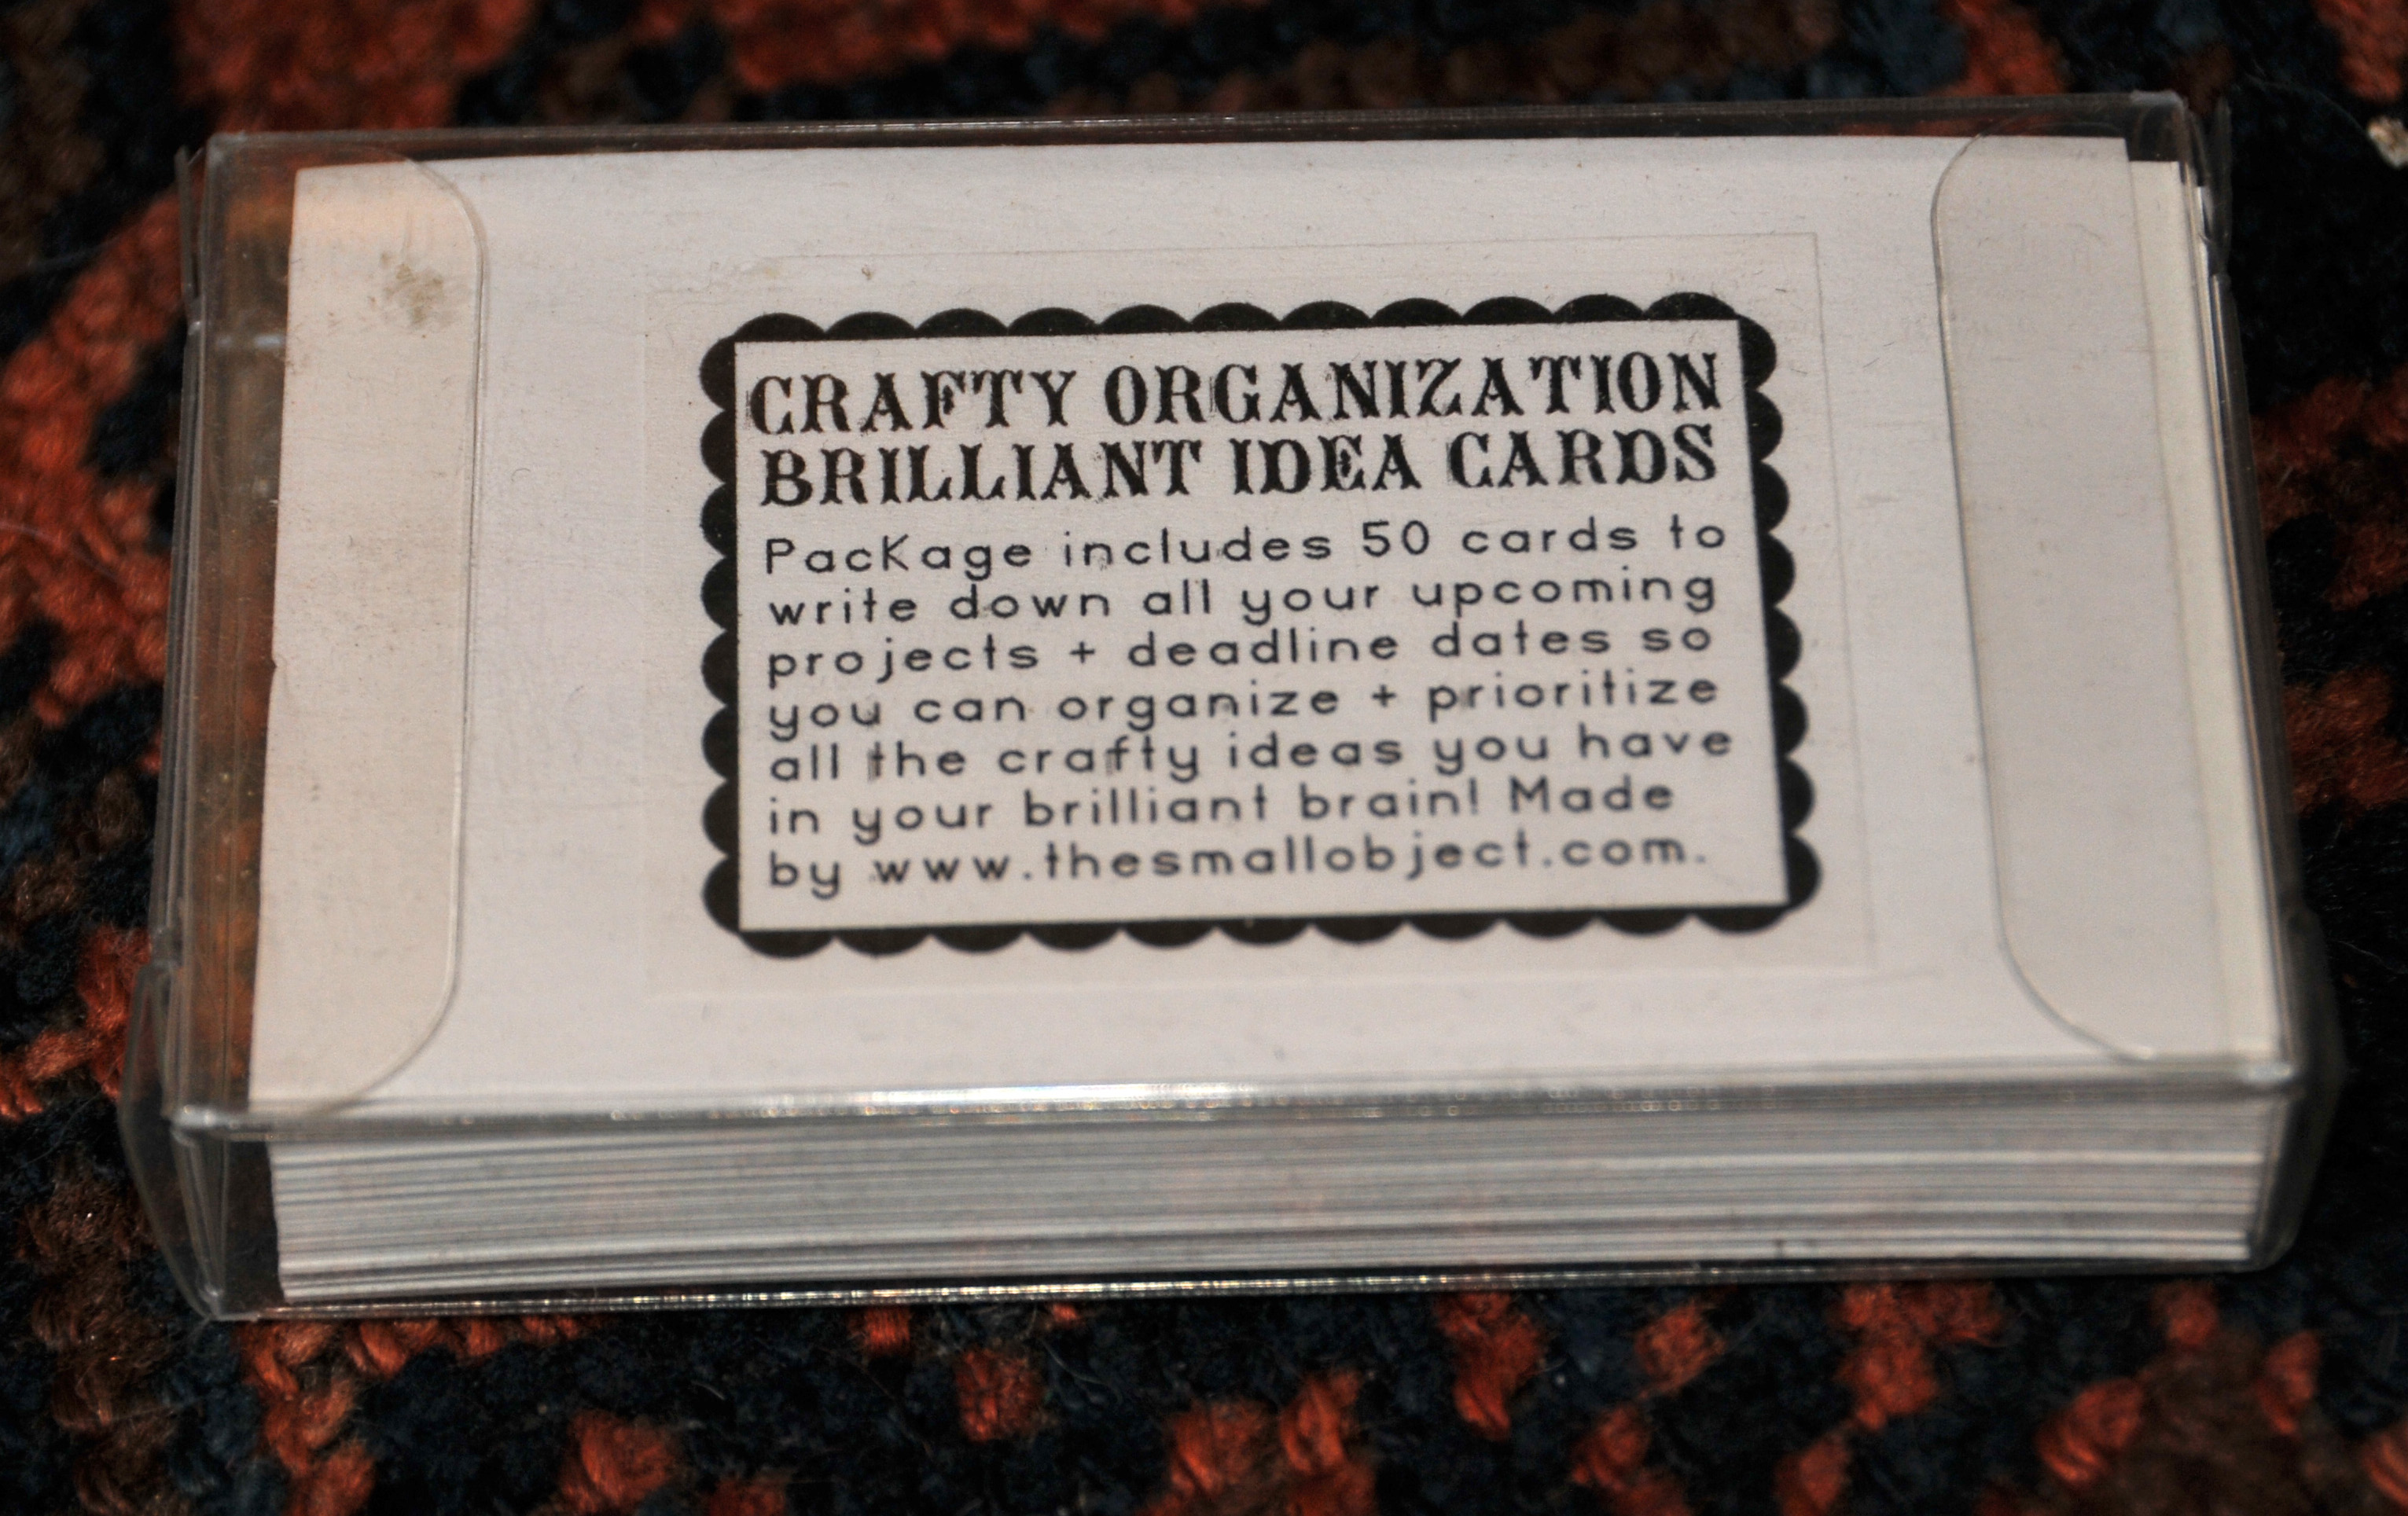 CRAFTY ORGANIZATION
BRILLIANT IDEA CARDS
Package includes 50 cards to
write down all your upcoming
projects + deadline dates so
you can organize + prioritize
all the crafty ideas you have
in your brilliant brain! Made
by www.thesmallobject.com.